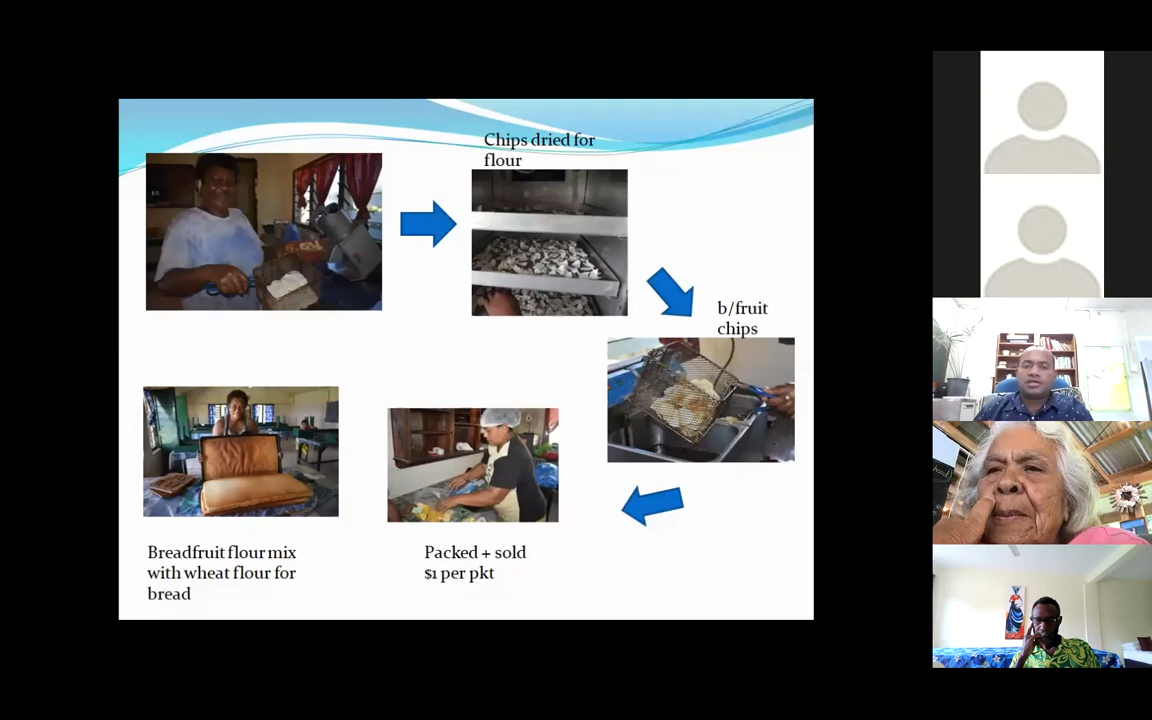 Chips dried for
flour
b/fruit
chips
Packed + sold
$1 per pkt
Breadfruit flour mix
with wheat flour for
bread